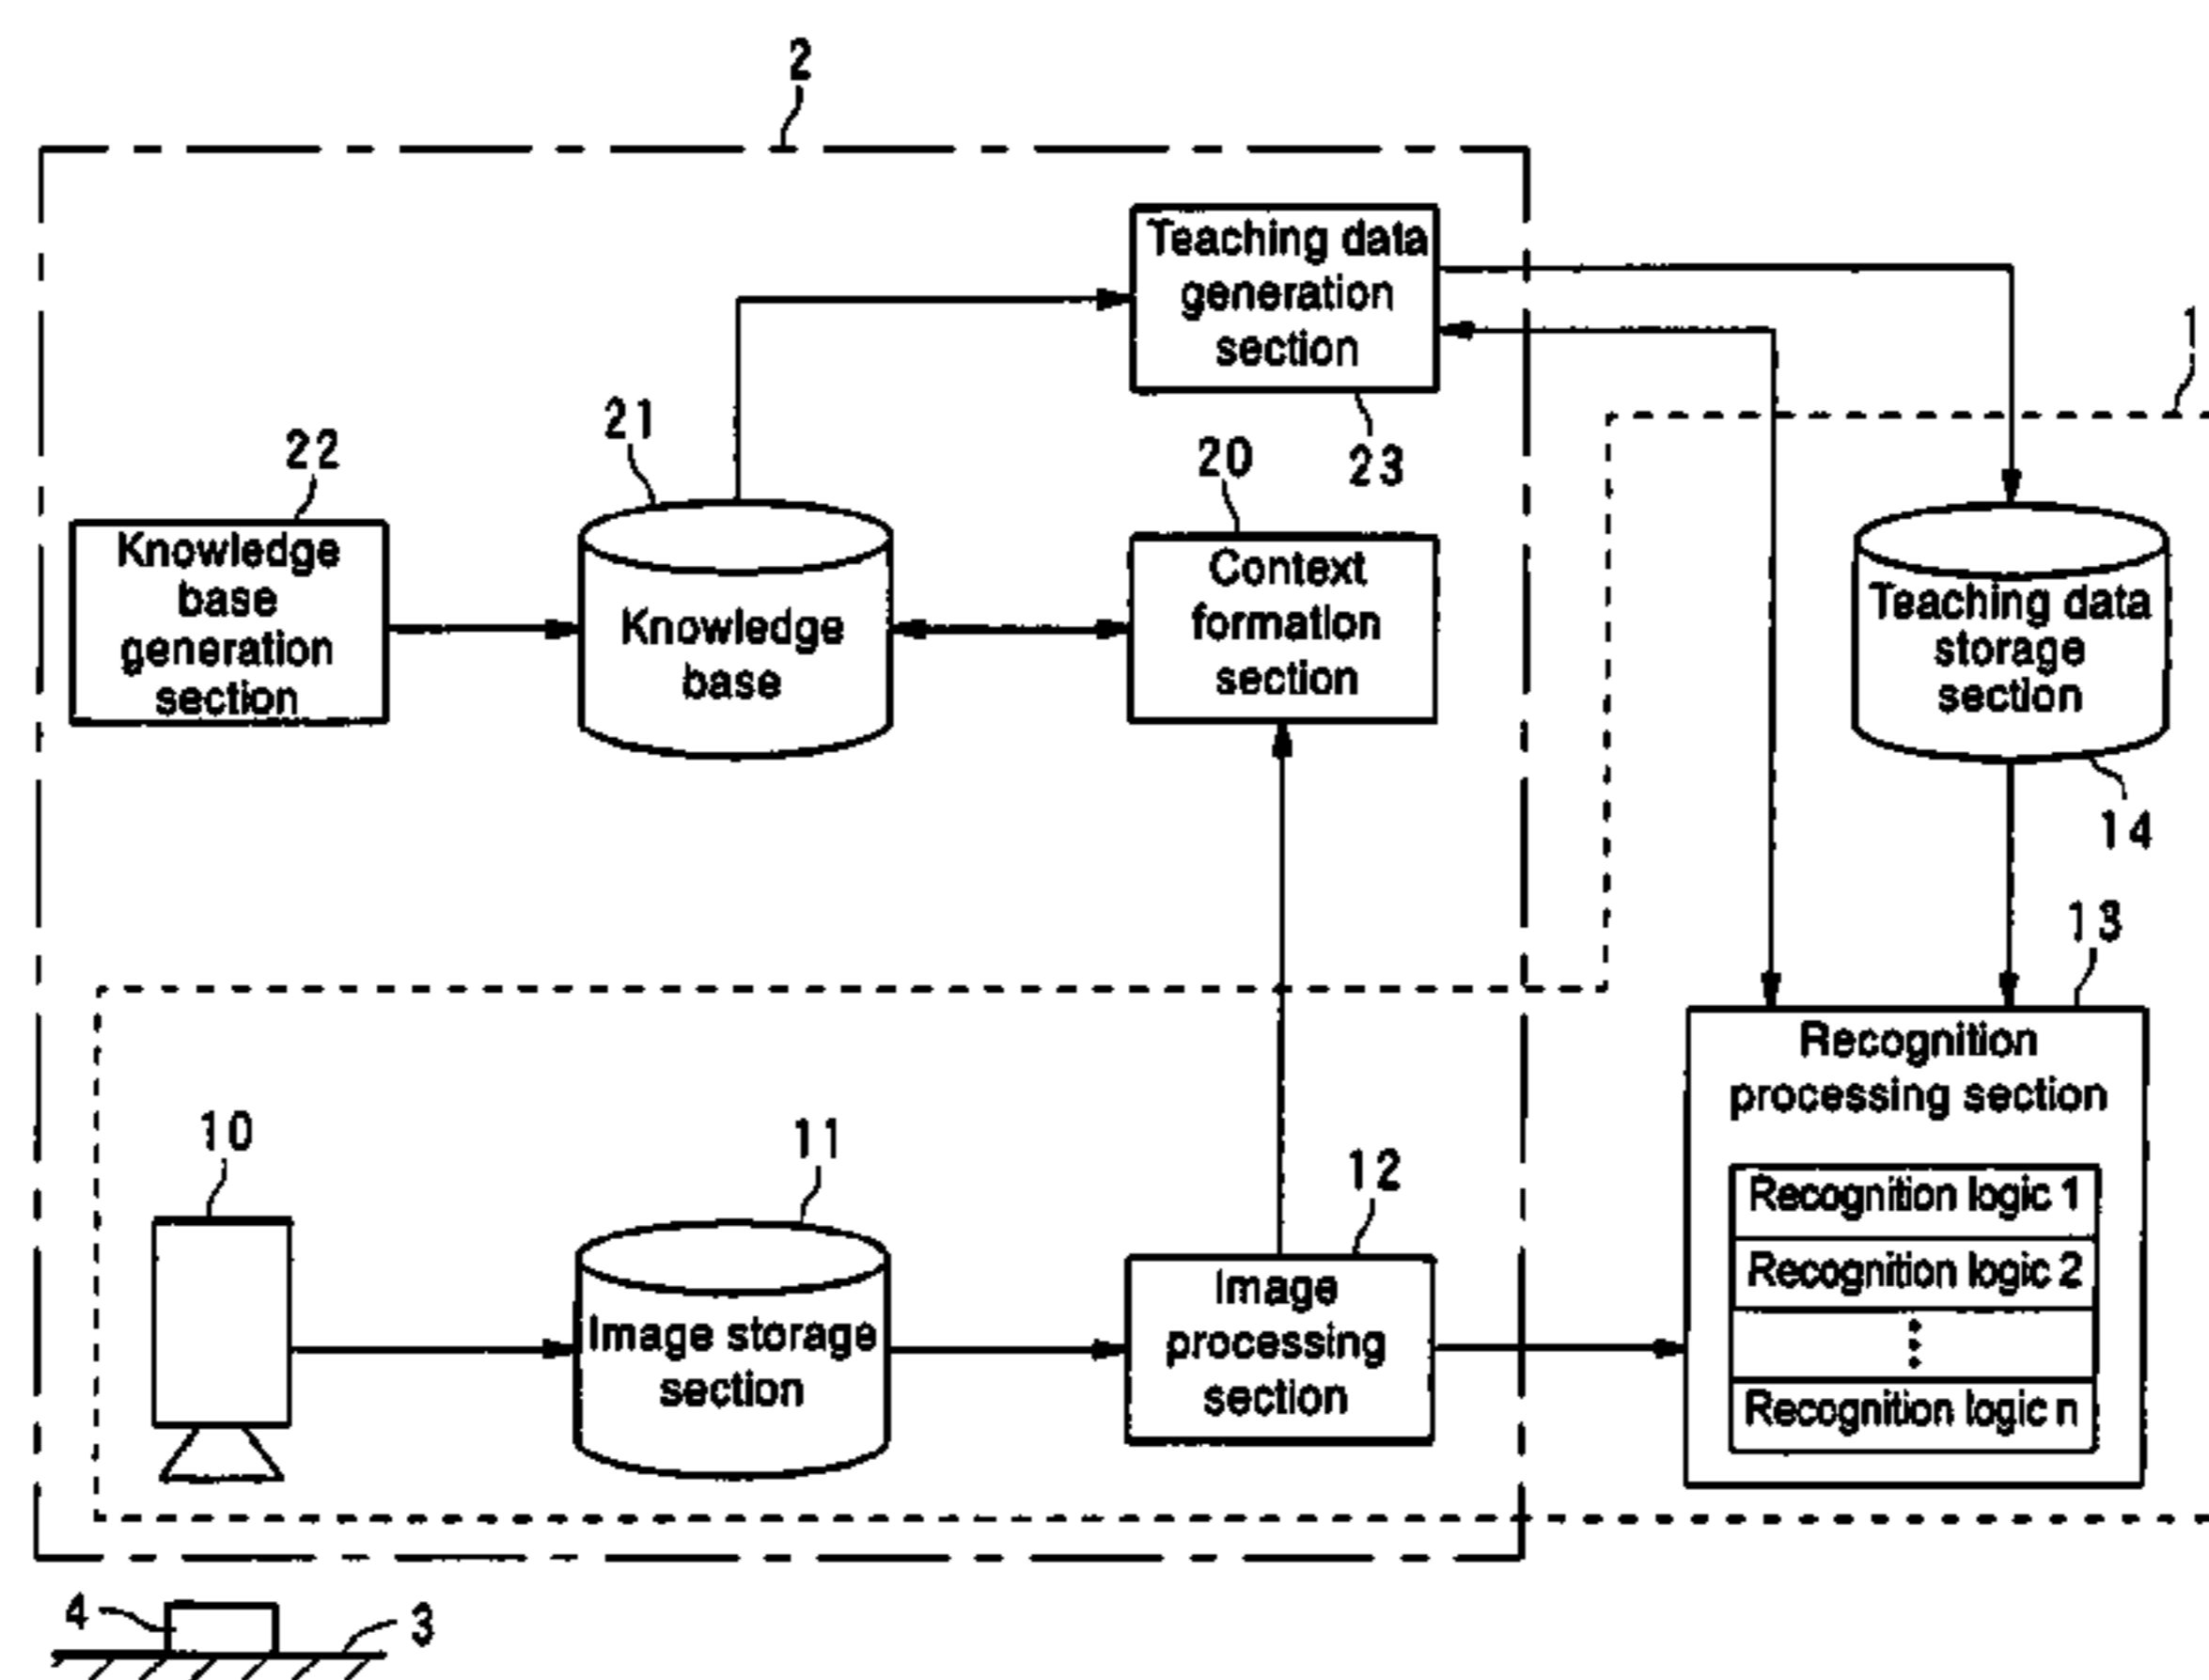 2
Teaching data
generation
section
23
1
22
Knowledge
base
generation
section
21
Knowledge
base
20
Context
formation
section
Teaching data
storage
section
14
13
Recognition
processing section
Recognition logic 1
Recognition logic 2
Recognition logic n
10
11
Image storage
section
12
Image
processing
section
4
3